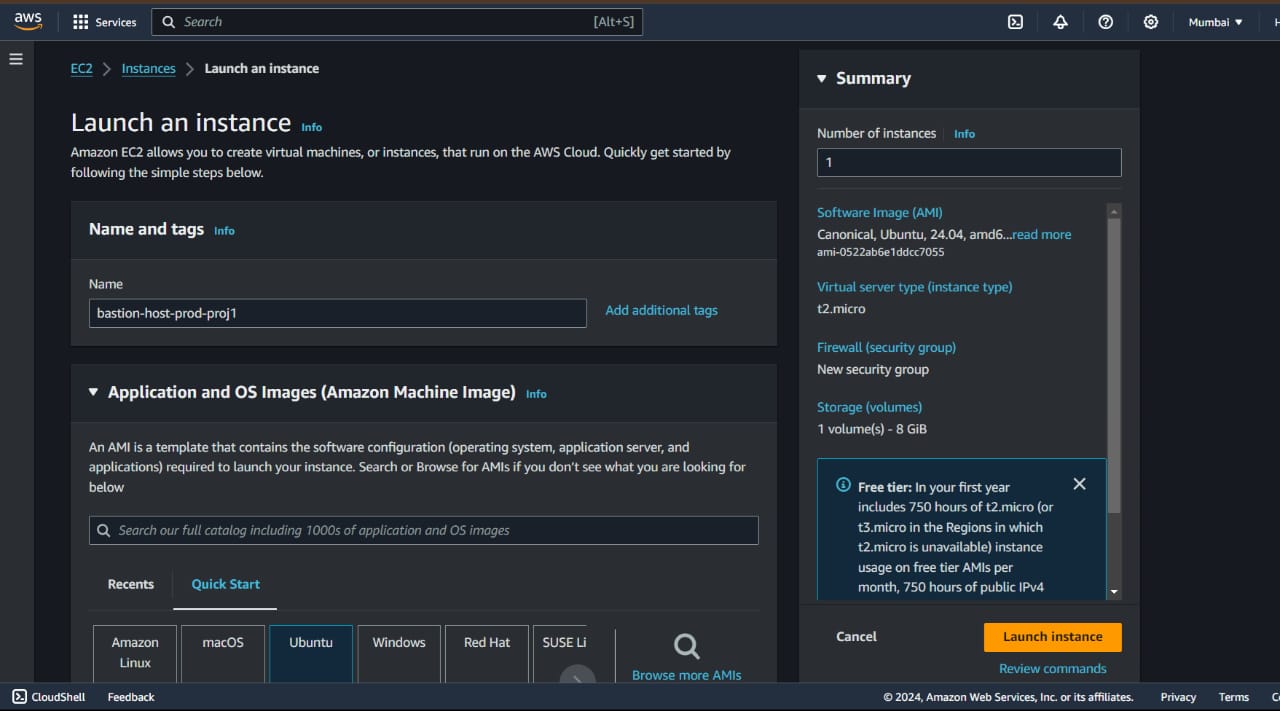 aws
Services
Search
[Alt+S]
Mumbai
EC2
Instances
Launch an instance
Launch an instance Info
Amazon EC2 allows you to create virtual machines, or instances, that run on the AWS Cloud. Quickly get started by
following the simple steps below.
Name and tags Info
Name
bastion-host-prod-proj1
Add additional tags
Application and OS Images (Amazon Machine Image) Info
An AMI is a template that contains the software configuration (operating system, application server, and
applications) required to launch your instance. Search or Browse for AMIs if you don't see what you are looking for
below
Search our full catalog including 1000s of application and OS images
Recents
Quick Start
Amazon
Linux
macOS
Ubuntu
Windows
Red Hat
SUSE Li
Browse more AMIs
Summary
Number of instances Info
1
Software Image (AMI)
Canonical, Ubuntu, 24.04, amd6...read more
ami-0522ab6e1ddcc7055
Virtual server type (instance type)
t2.micro
Firewall (security group)
New security group
Storage (volumes)
1 volume(s) - 8 GiB
Free tier: In your first year
includes 750 hours of t2.micro (or
t3.micro in the Regions in which
t2.micro is unavailable) instance
usage on free tier AMIs per
month, 750 hours of public IPv4
Cancel
Launch instance
Review commands
CloudShell
Feedback
© 2024, Amazon Web Services, Inc. or its affiliates.
Privacy
Terms